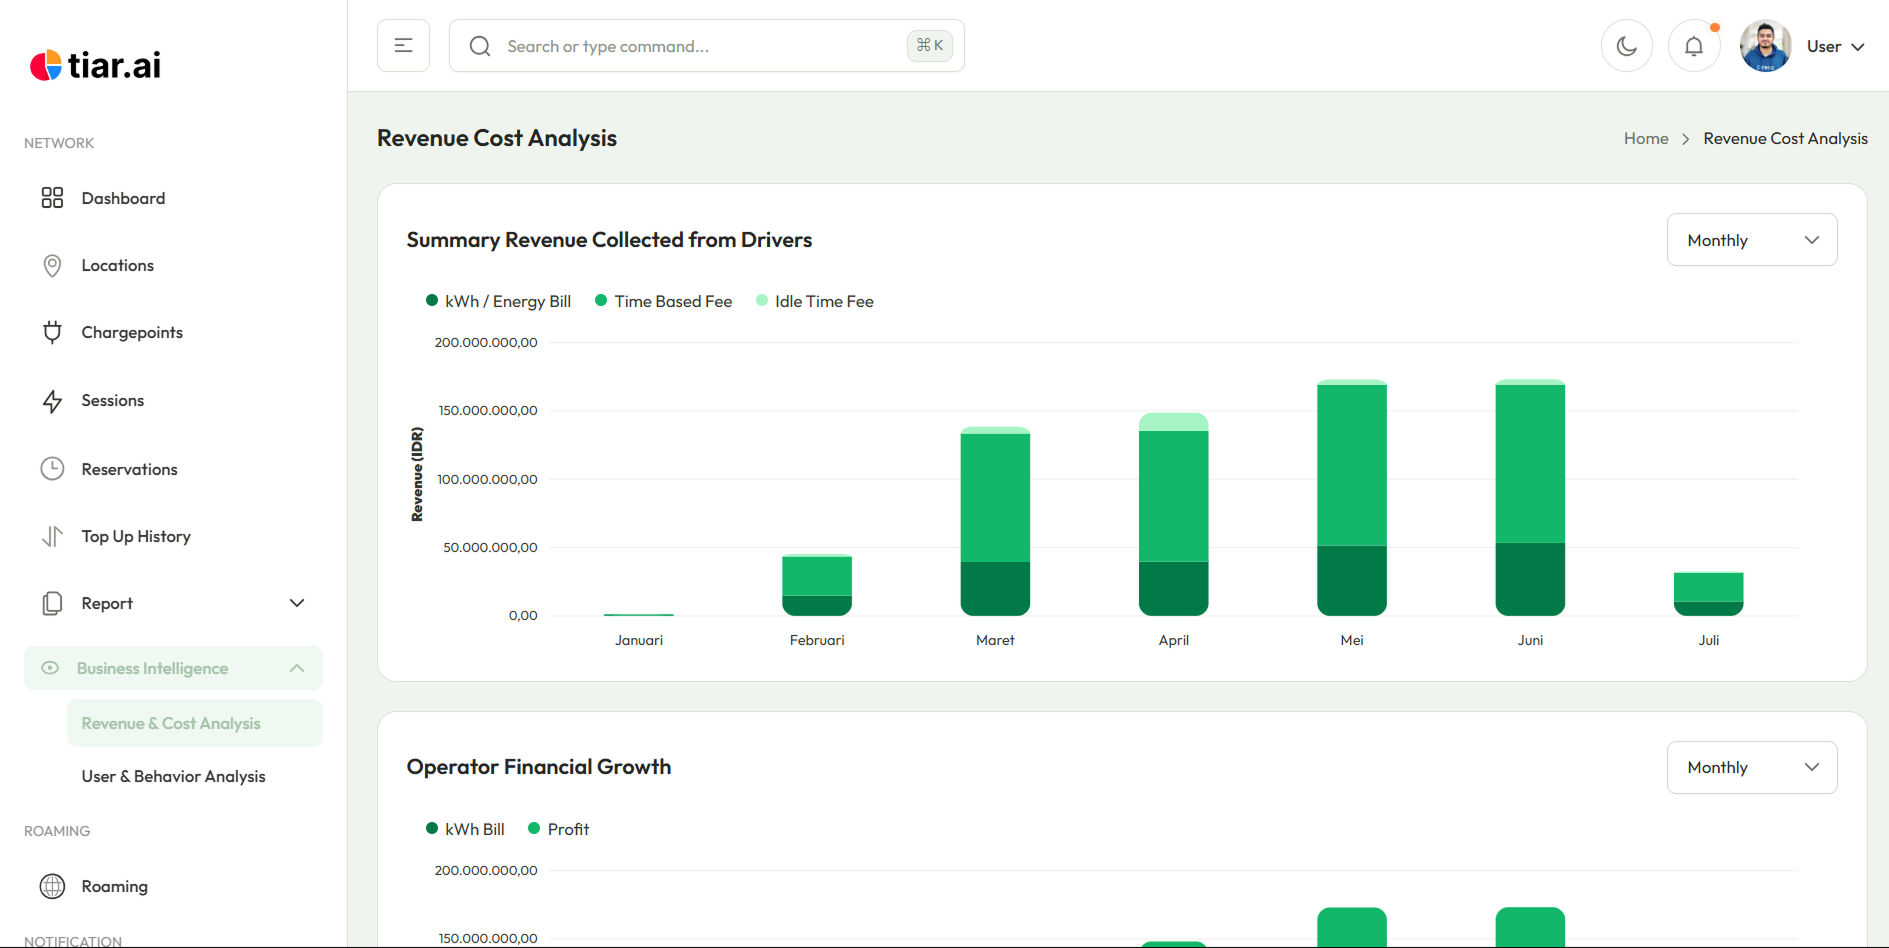 tiar.ai
NETWORK
Dashboard
Locations
Chargepoints
Sessions
Reservations
Top Up History
Report
Business Intelligence
Revenue & Cost Analysis
User & Behavior Analysis
ROAMING
Roaming
NOTIFICATION
Search or type command...
⌘ K
User
Revenue Cost Analysis
Home > Revenue Cost Analysis
Summary Revenue Collected from Drivers
Monthly
kWh / Energy Bill Time Based Fee Idle Time Fee
Revenue (IDR)
200.000.000,00
150.000.000,00
100.000.000,00
50.000.000,00
0,00
Januari Februari Maret April Mei Juni Juli
Operator Financial Growth
Monthly
kWh Bill Profit
200.000.000,00
150.000.000,00